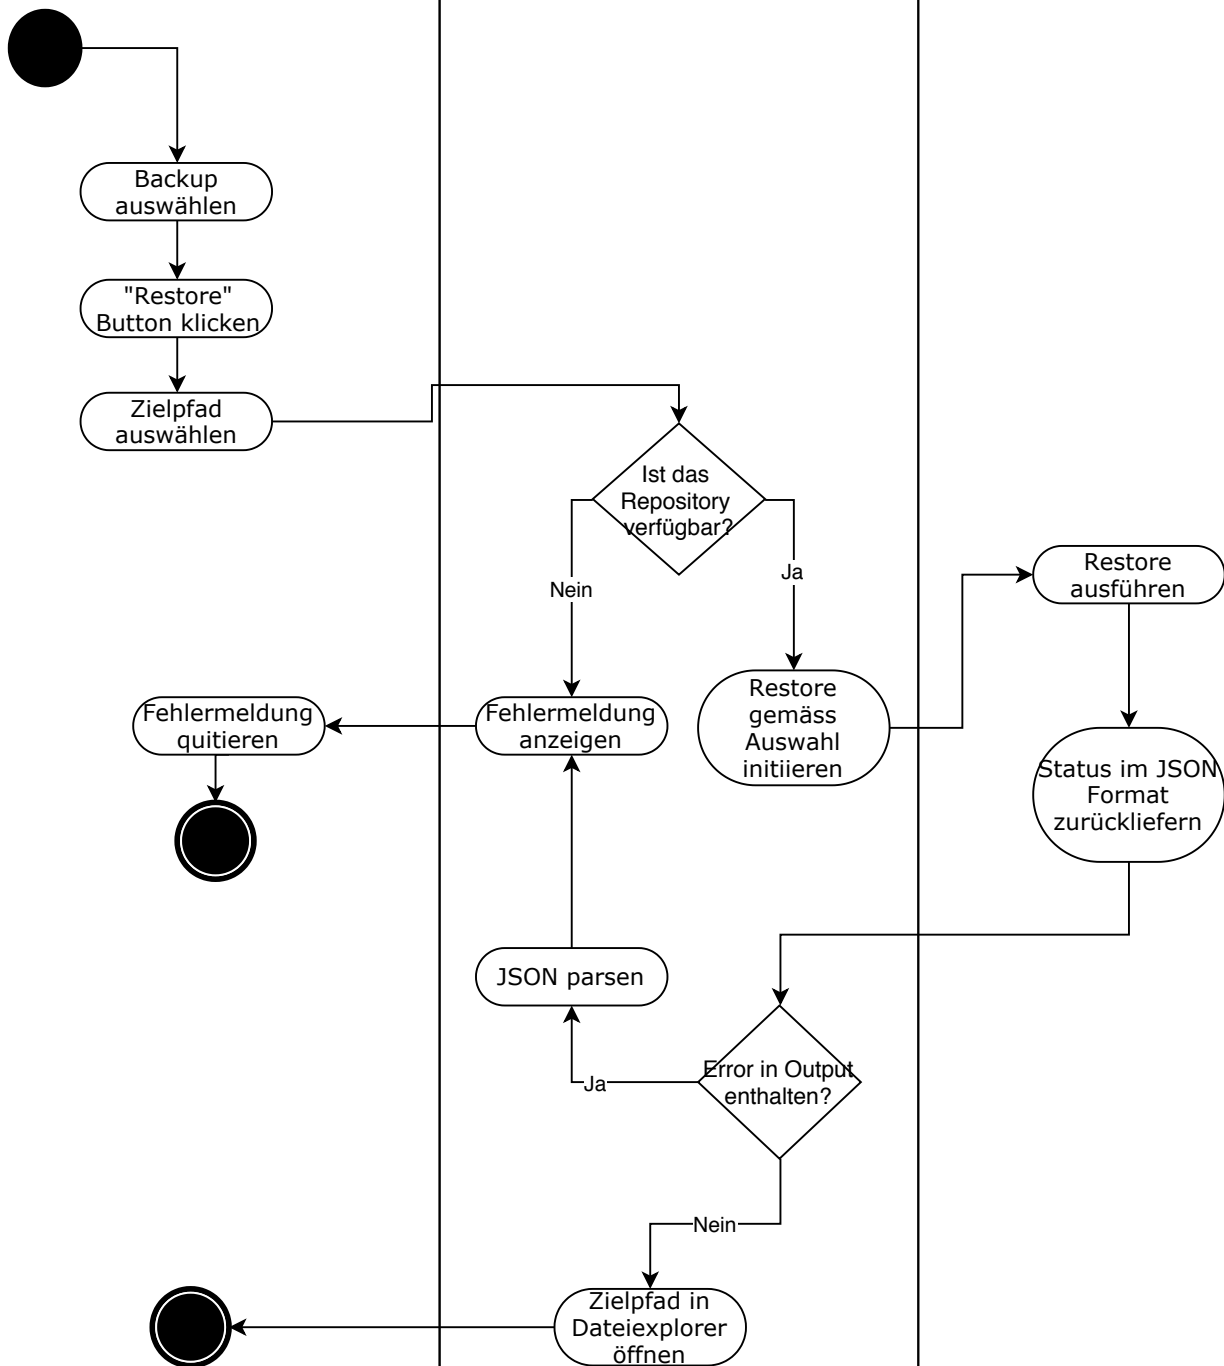 Backup
auswählen
"Restore"
Button klicken
Zielpfad
auswählen
Ist das
Repository
verfügbar?
Nein
Ja
Restore
ausführen
Fehlermeldung
quitieren
Fehlermeldung
anzeigen
Restore
gemäss
Auswahl
initiieren
Status im JSON
Format
zurückliefern
JSON parsen
Error in Output
enthalten?
Ja
Nein
Zielpfad in
Dateiexplorer
öffnen